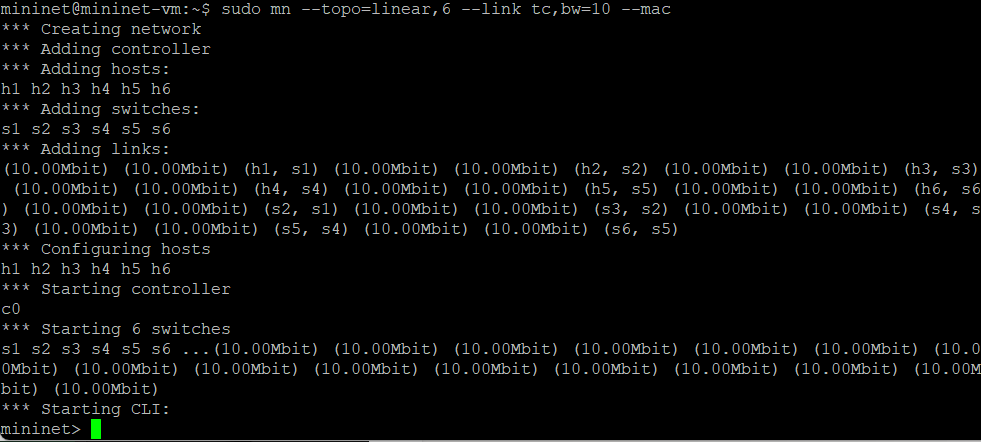 mininet@mininet-vm:~$ sudo mn --topo=linear,6 --link tc,bw=10 --mac
*** Creating network
*** Adding controller
*** Adding hosts:
h1 h2 h3 h4 h5 h6
*** Adding switches:
s1 s2 s3 s4 s5 s6
*** Adding links:
(10.00Mbit) (10.00Mbit) (h1, s1) (10.00Mbit) (10.00Mbit) (h2, s2) (10.00Mbit) (10.00Mbit) (h3, s3)
 (10.00Mbit) (10.00Mbit) (h4, s4) (10.00Mbit) (10.00Mbit) (h5, s5) (10.00Mbit) (10.00Mbit) (h6, s6
) (10.00Mbit) (10.00Mbit) (s2, s1) (10.00Mbit) (10.00Mbit) (s3, s2) (10.00Mbit) (10.00Mbit) (s4, s
3) (10.00Mbit) (10.00Mbit) (s5, s4) (10.00Mbit) (10.00Mbit) (s6, s5)
*** Configuring hosts
h1 h2 h3 h4 h5 h6
*** Starting controller
c0
*** Starting 6 switches
s1 s2 s3 s4 s5 s6 ...(10.00Mbit) (10.00Mbit) (10.00Mbit) (10.00Mbit) (10.00Mbit) (10.00Mbit) (10.0
0Mbit) (10.00Mbit) (10.00Mbit) (10.00Mbit) (10.00Mbit) (10.00Mbit) (10.00Mbit) (10.00Mbit) (10.00M
bit) (10.00Mbit)
*** Starting CLI:
mininet>